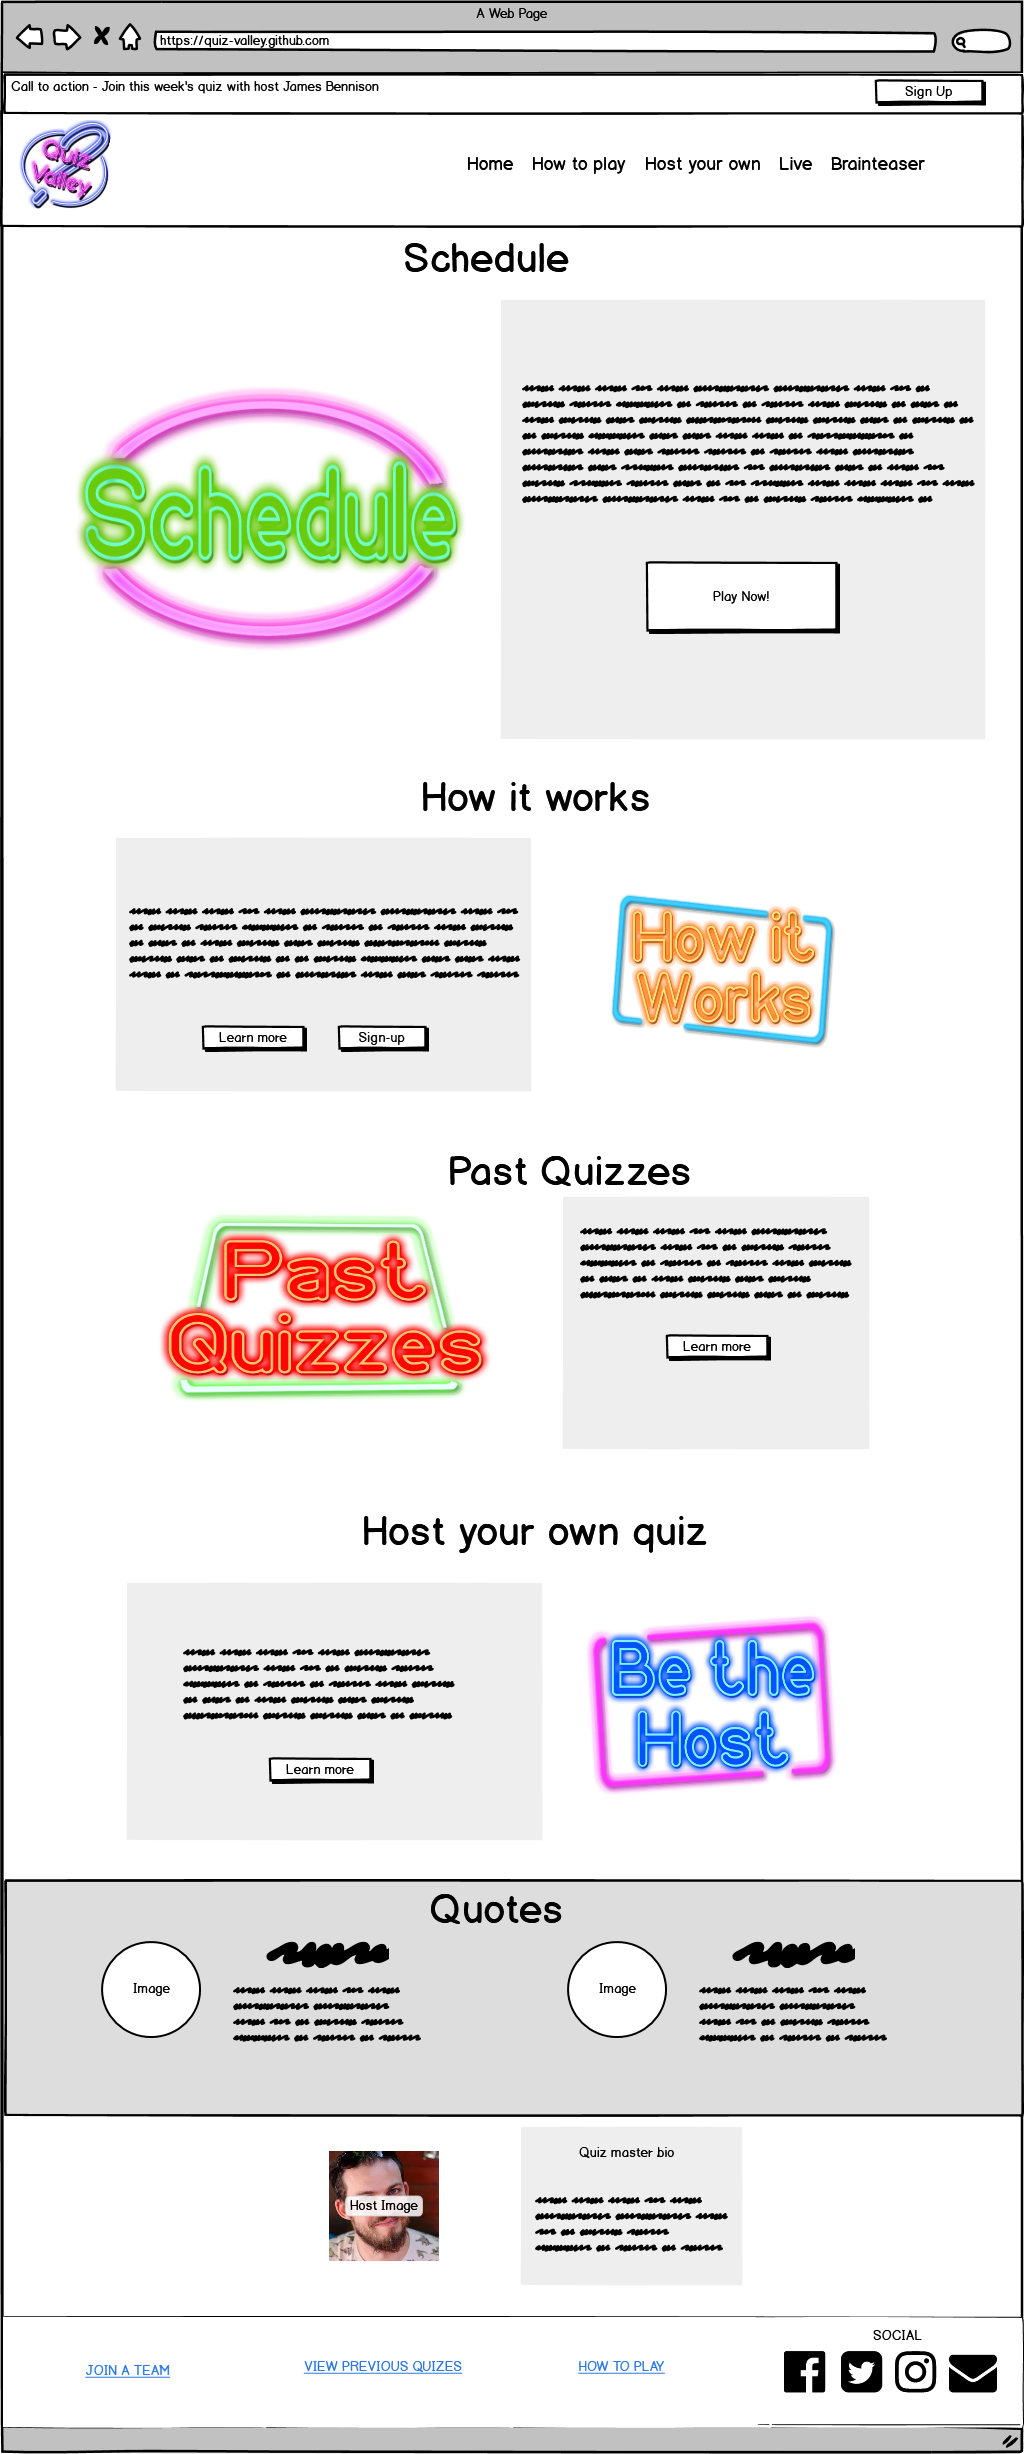 A Web Page
https://quiz-valley.github.com
Call to action - Join this week's quiz with host James Bennison
Sign Up
Quiz
Valley
Home How to play Host your own Live Brainteaser
Schedule
Schedule
Play Now!
How it works
How it
Works
Learn more Sign-up
Past Quizzes
Past
Quizzes
Learn more
Host your own quiz
Be the
Host
Learn more
Quotes
Image
Image
Host Image
Quiz master bio
JOIN A TEAM
VIEW PREVIOUS QUIZES
HOW TO PLAY
SOCIAL